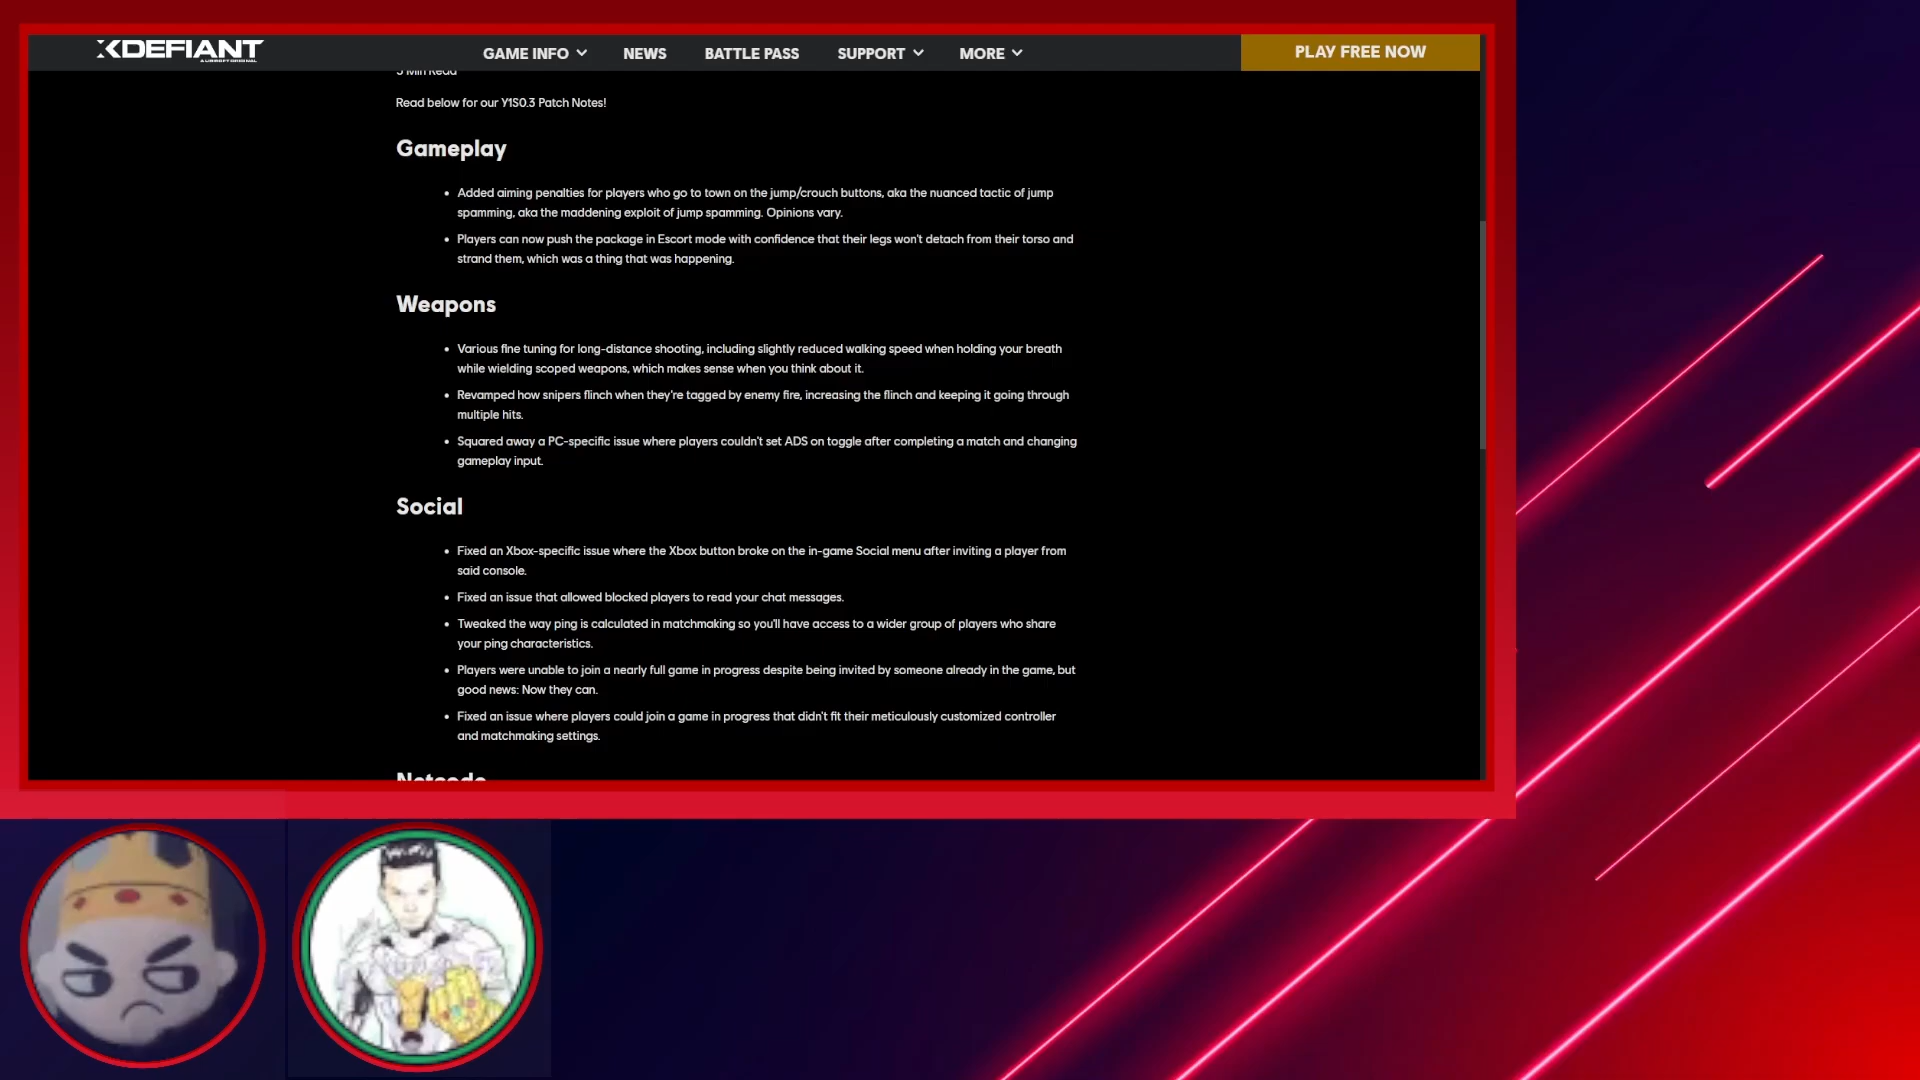 XDEFIANT
A UBISOFT ORIGINAL
GAME INFO
NEWS
BATTLE PASS
SUPPORT
MORE
PLAY FREE NOW
5 Min Read
Read below for our Y1S0.3 Patch Notes!
Gameplay
• Added aiming penalties for players who go to town on the jump/crouch buttons, aka the nuanced tactic of jump
spamming, aka the maddening exploit of jump spamming. Opinions vary.
• Players can now push the package in Escort mode with confidence that their legs won't detach from their torso and
strand them, which was a thing that was happening.
Weapons
• Various fine tuning for long-distance shooting, including slightly reduced walking speed when holding your breath
while wielding scoped weapons, which makes sense when you think about it.
• Revamped how snipers flinch when they're tagged by enemy fire, increasing the flinch and keeping it going through
multiple hits.
• Squared away a PC-specific issue where players couldn't set ADS on toggle after completing a match and changing
gameplay input.
Social
• Fixed an Xbox-specific issue where the Xbox button broke on the in-game Social menu after inviting a player from
said console.
• Fixed an issue that allowed blocked players to read your chat messages.
• Tweaked the way ping is calculated in matchmaking so you'll have access to a wider group of players who share
your ping characteristics.
• Players were unable to join a nearly full game in progress despite being invited by someone already in the game, but
good news: Now they can.
• Fixed an issue where players could join a game in progress that didn't fit their meticulously customized controller
and matchmaking settings.
Netcode